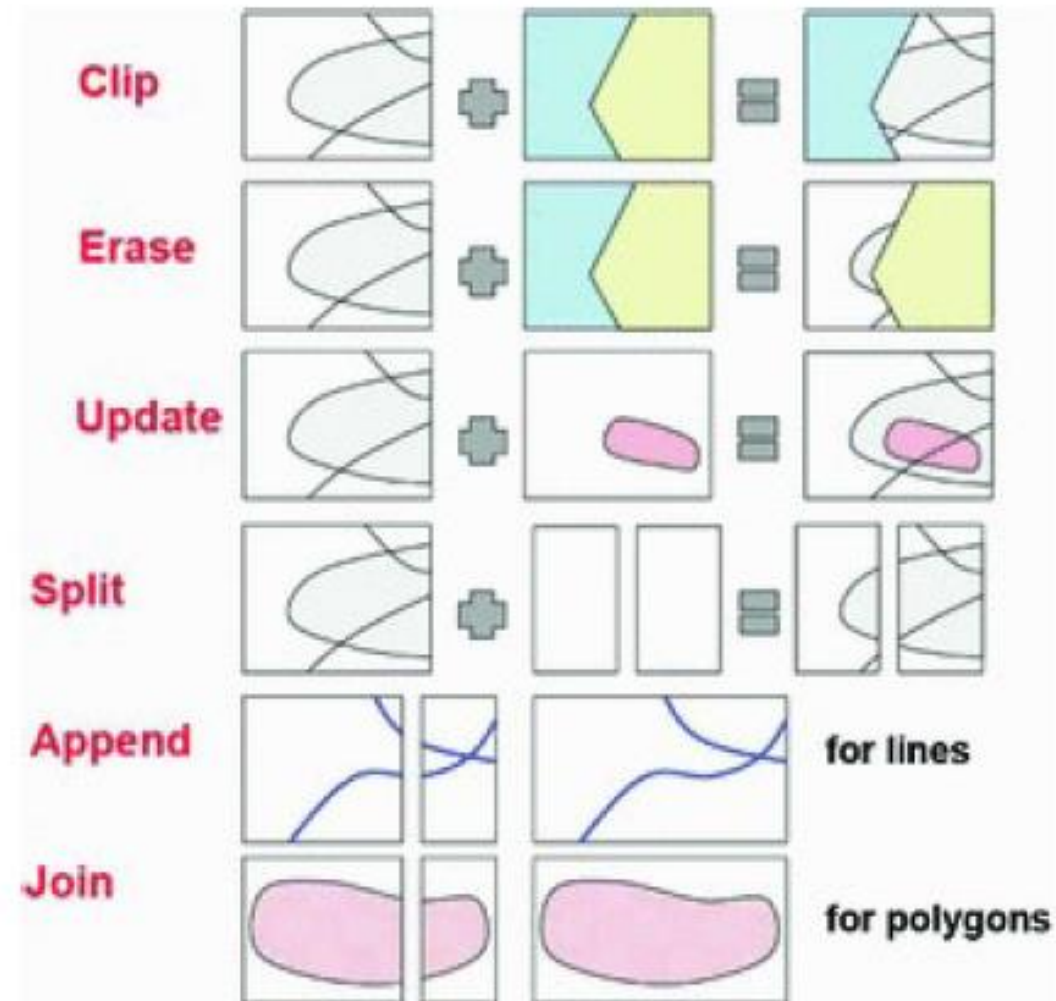 Clip
Erase
Update
Split
Append
for lines
Join
for polygons